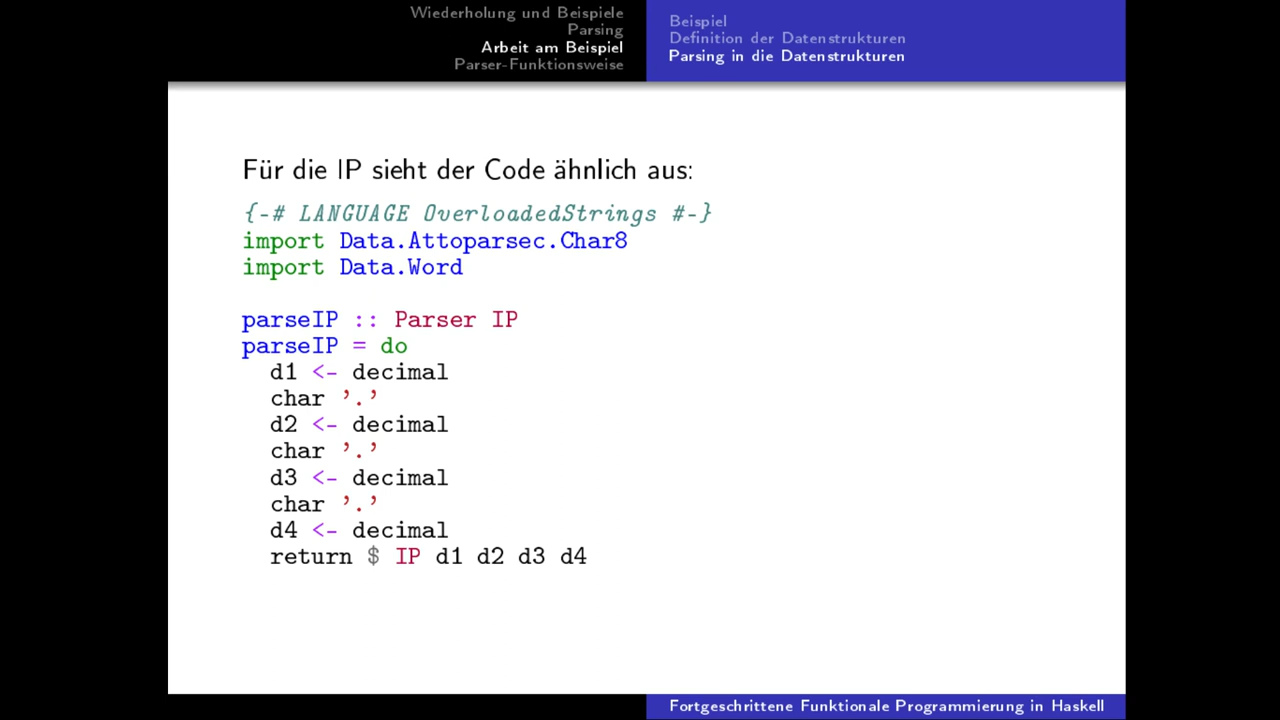 Wiederholung und Beispiele
Parsing
Arbeit am Beispiel
Parser-Funktionsweise
Beispiel
Definition der Datenstrukturen
Parsing in die Datenstrukturen
Für die IP sieht der Code ähnlich aus:
{-# LANGUAGE OverloadedStrings #-}
import Data.Attoparsec.Char8
import Data.Word
parseIP :: Parser IP
parseIP = do
  d1 <- decimal
  char '.'
  d2 <- decimal
  char '.'
  d3 <- decimal
  char '.'
  d4 <- decimal
  return $ IP d1 d2 d3 d4
Fortgeschrittene Funktionale Programmierung in Haskell